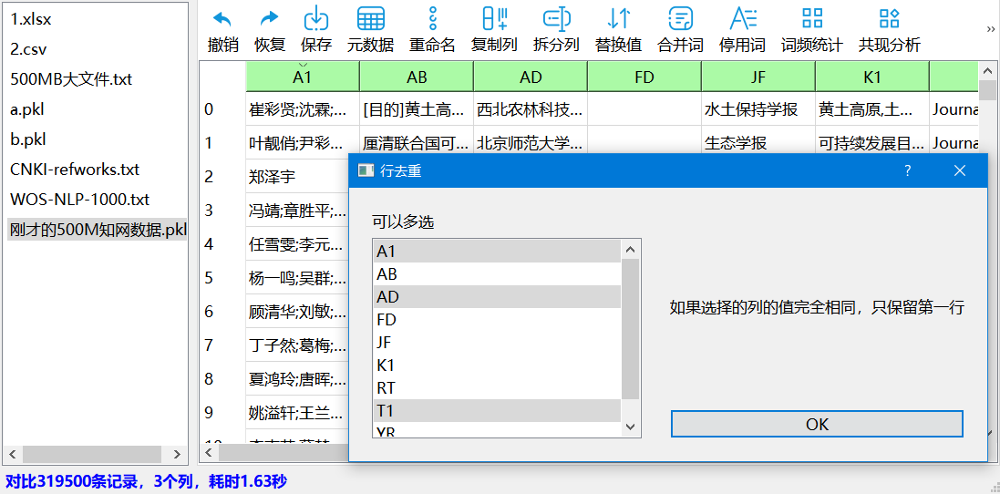 1.xlsx
2.csv
500MB大文件.txt
a.pkl
b.pkl
CNKI-refworks.txt
WOS-NLP-1000.txt
刚才的500M知网数据.pkl
撤销 恢复 保存 元数据 重命名 复制列 拆分列 替换值 合并词 停用词 词频统计 共现分析 »
A1 AB AD FD JF K1
0 崔彩贤;沈霖;... [目的]黄土高... 西北农林科技... 水土保持学报 黄土高原,土... Journa
1 叶靓俏;尹彩... 厘清联合国可... 北京师范大学... 生态学报 可持续发展目... Journa
2 郑泽宇
3 冯靖;章胜平;...
4 任雪雯;李元...
5 杨一鸣;吴群;...
6 顾清华;刘敏;...
7 丁子然;葛梅;...
8 夏鸿玲;唐晖;...
9 姚溢轩;王兰...
行去重 ?
可以多选
A1
AB
AD
FD
JF
K1
RT
T1
YR
如果选择的列的值完全相同，只保留第一行
OK
对比319500条记录，3个列，耗时1.63秒